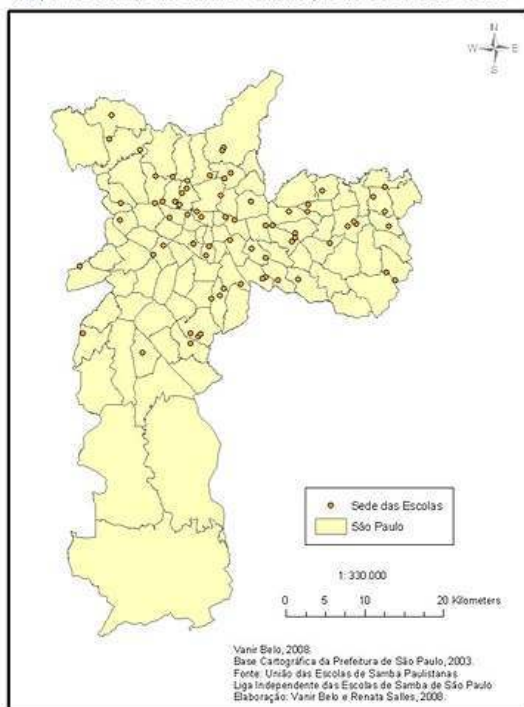 N
W E
S
Sede das Escolas
São Paulo
1: 330.000
0 5 10 20 Kilometers
Vanir Belo, 2008.
Base Cartográfica da Prefeitura de São Paulo, 2003.
Fonte: União das Escolas de Samba Paulistanas
Liga Independente das Escolas de Samba de São Paulo
Elaboração: Vanir Belo e Renata Salles, 2008.